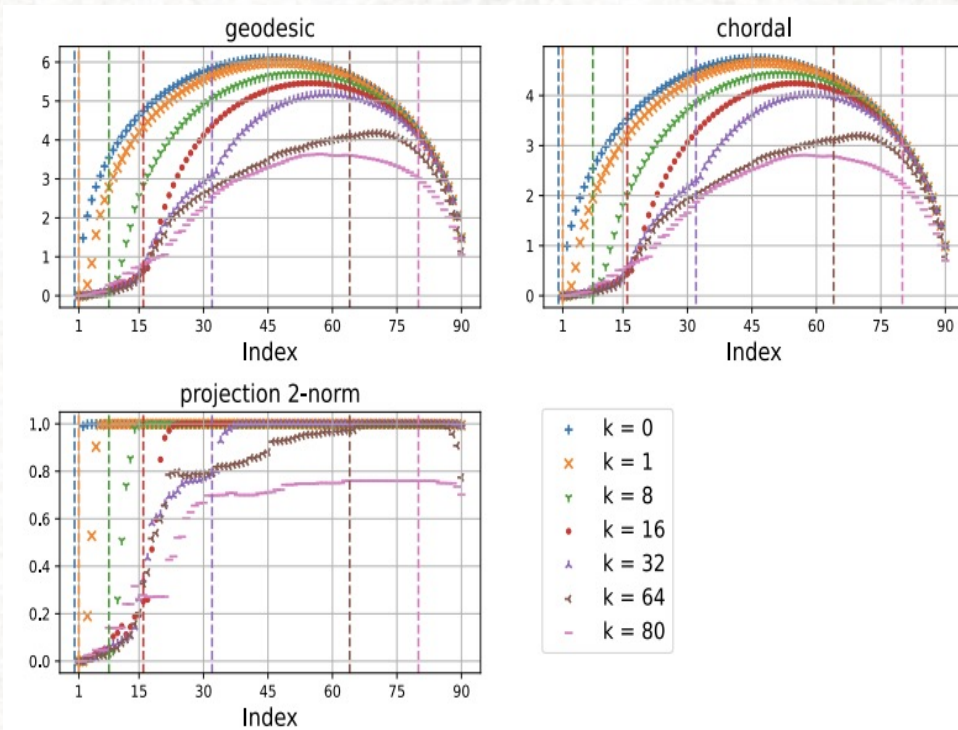 geodesic
6
5
4
3
2
1
0
1 15 30 45 60 75 90
Index
chordal
4
3
2
1
0
1 15 30 45 60 75 90
Index
projection 2-norm
1.0
0.8
0.6
0.4
0.2
0.0
1 15 30 45 60 75 90
Index
k = 0
k = 1
k = 8
k = 16
k = 32
k = 64
k = 80